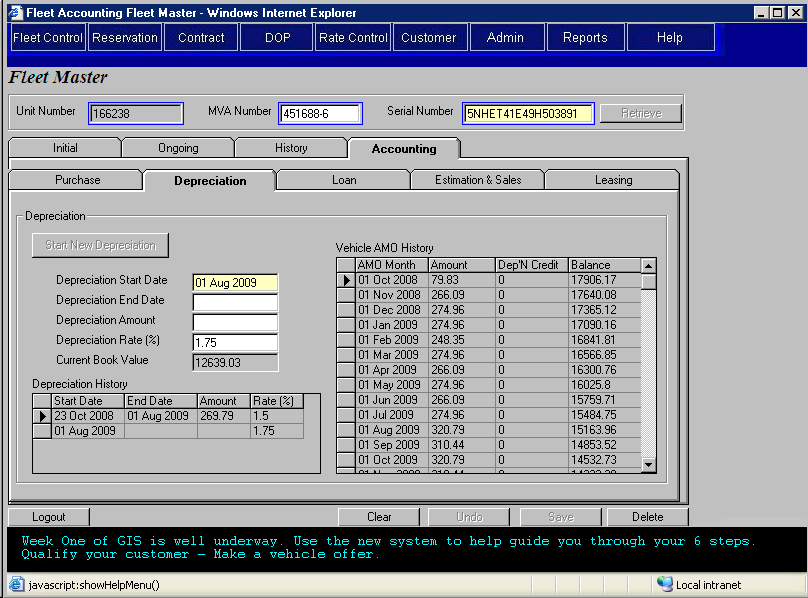 Fleet Accounting Fleet Master - Windows Internet Explorer
Fleet Control Reservation Contract DOP Rate Control Customer Admin Reports Help
Fleet Master
Unit Number 166238 MVA Number 451688-6 Serial Number 5NHET41E49H503891 Retrieve
Initial Ongoing History Accounting
Purchase Depreciation Loan Estimation & Sales Leasing
Depreciation
Start New Depreciation
Depreciation Start Date 01 Aug 2009
Depreciation End Date
Depreciation Amount
Depreciation Rate (%) 1.75
Current Book Value 12639.03
Depreciation History
Start Date End Date Amount Rate (%)
23 Oct 2008 01 Aug 2009 269.79 1.5
01 Aug 2009 1.75
Vehicle AMO History
AMO Month Amount Dep'N Credit Balance
01 Oct 2008 79.83 0 17906.17
01 Nov 2008 266.09 0 17640.08
01 Dec 2008 274.96 0 17365.12
01 Jan 2009 274.96 0 17090.16
01 Feb 2009 248.35 0 16841.81
01 Mar 2009 274.96 0 16566.85
01 Apr 2009 266.09 0 16300.76
01 May 2009 274.96 0 16025.8
01 Jun 2009 266.09 0 15759.71
01 Jul 2009 274.96 0 15484.75
01 Aug 2009 320.79 0 15163.96
01 Sep 2009 310.44 0 14853.52
01 Oct 2009 320.79 0 14532.73
Logout Clear Undo Save Delete
Week One of GIS is well underway. Use the new system to help guide you through your 6 steps.
Qualify your customer - Make a vehicle offer.
javascript:showHelpMenu() Local intranet